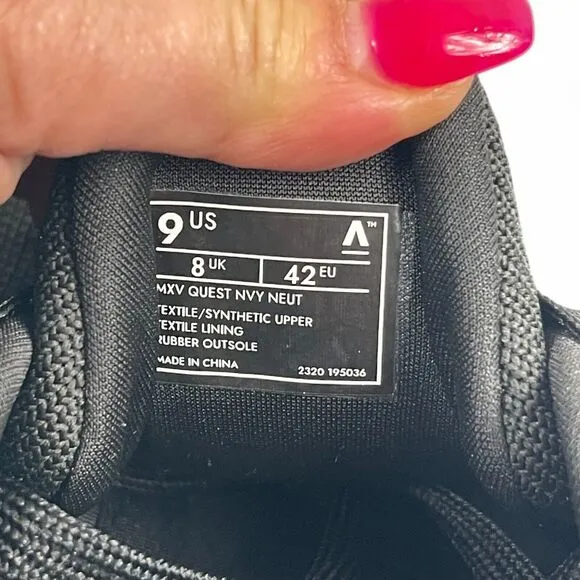 9 US
8 UK 42 EU
MXV QUEST NVY NEUT
TEXTILE/SYNTHETIC UPPER
TEXTILE LINING
RUBBER OUTSOLE
MADE IN CHINA 2320 195036